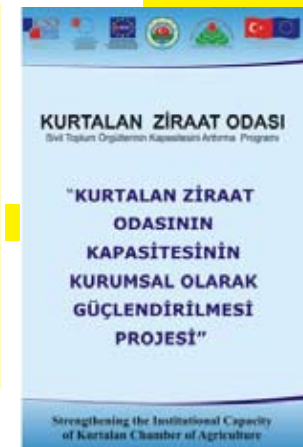 KURTALAN ZİRAAT ODASI
Sivil Toplum Örgütlerinin Kapasitesini Artırma Programı
"KURTALAN ZİRAAT
ODASININ
KAPASİTESİNİN
KURUMSAL OLARAK
GÜÇLENDİRİLMESİ
PROJESİ"
Strengthening the Institutional Capacity
of Kurtalan Chamber of Agriculture